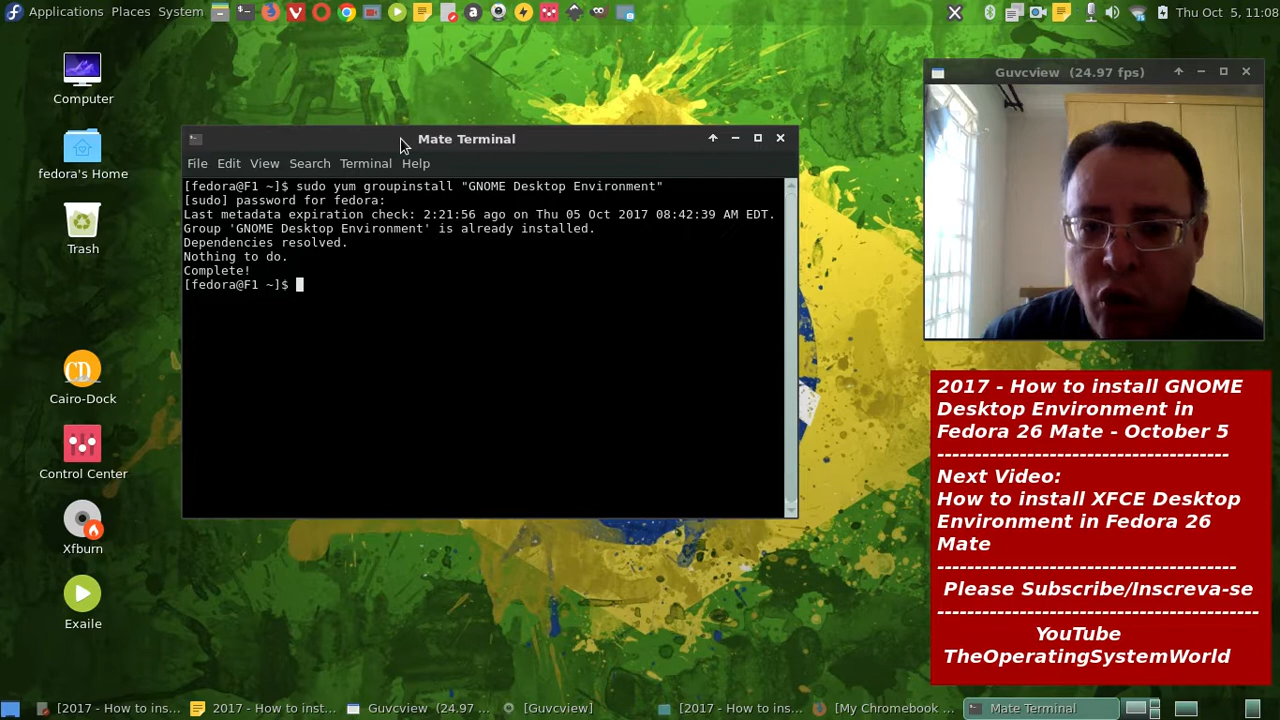 Applications Places System
Thu Oct 5, 11:08
Computer
fedora's Home
Trash
Cairo-Dock
Control Center
Xfburn
Exaile
Mate Terminal
File Edit View Search Terminal Help
[fedora@F1 ~]$ sudo yum groupinstall "GNOME Desktop Environment"
[sudo] password for fedora:
Last metadata expiration check: 2:21:56 ago on Thu 05 Oct 2017 08:42:39 AM EDT.
Group 'GNOME Desktop Environment' is already installed.
Dependencies resolved.
Nothing to do.
Complete!
[fedora@F1 ~]$
Guvcview (24.97 fps)
2017 - How to install GNOME
Desktop Environment in
Fedora 26 Mate - October 5
--------------------------------------
Next Video:
How to install XFCE Desktop
Environment in Fedora 26
Mate
---------------------------------------
Please Subscribe/Inscreva-se
------------------------------------------
YouTube
TheOperatingSystemWorld
[2017 - How to ins... 2017 - How to inst... Guvcview (24.97 ... [Guvcview] [2017 - How to ins... [My Chromebook ... Mate Terminal